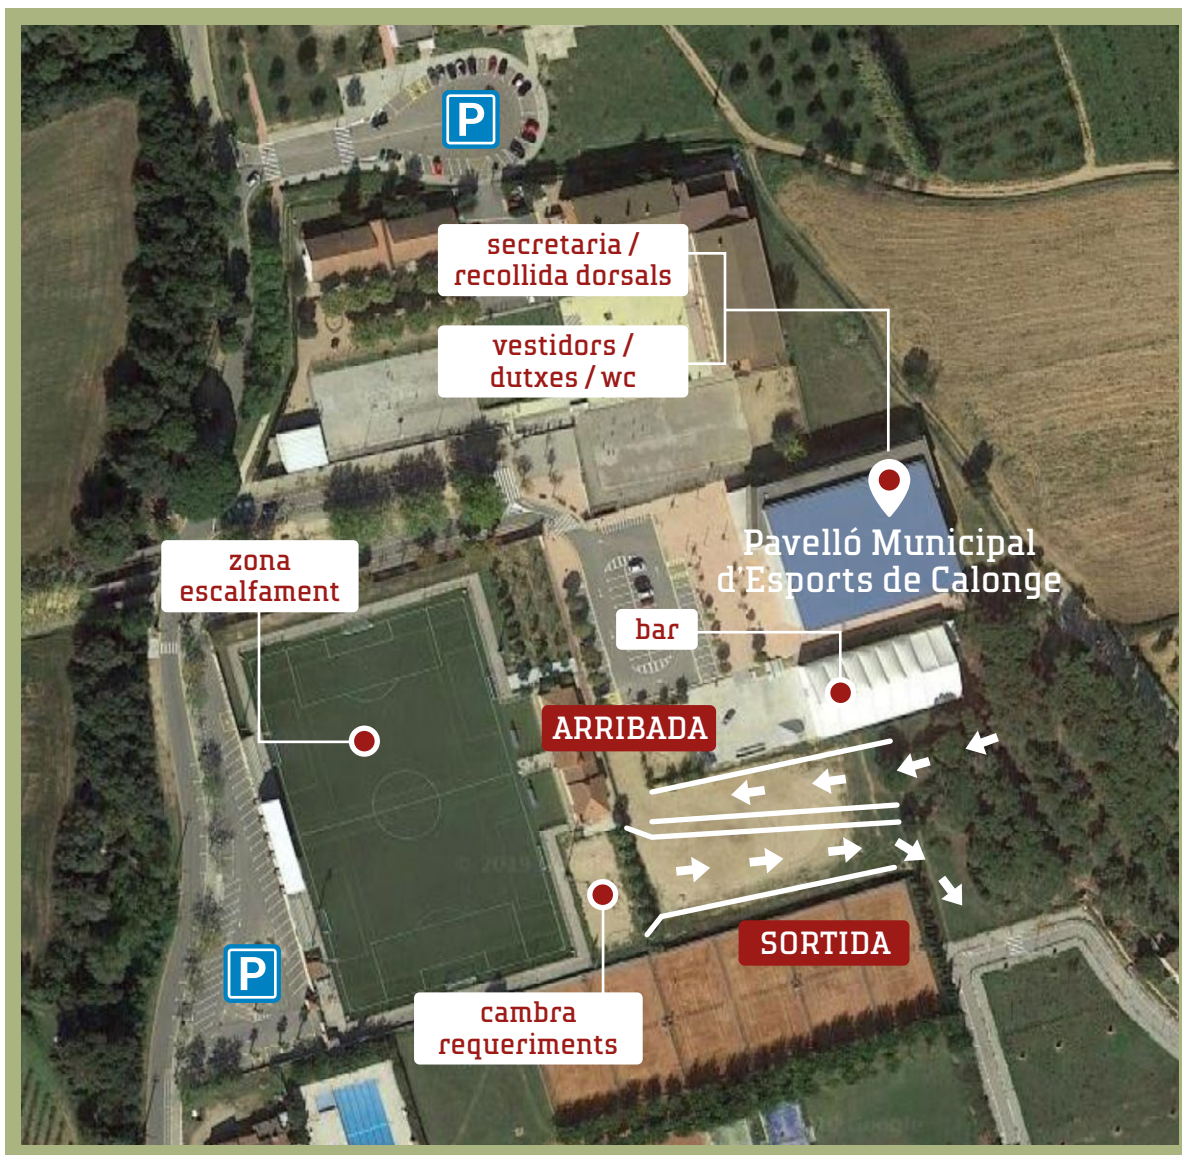 P
secretaria /
recollida dorsals
vestidors /
dutxes / wc
Pavelló Municipal
d'Esports de Calonge
zona
escalfament
bar
ARRIBADA
SORTIDA
P
cambra
requeriments